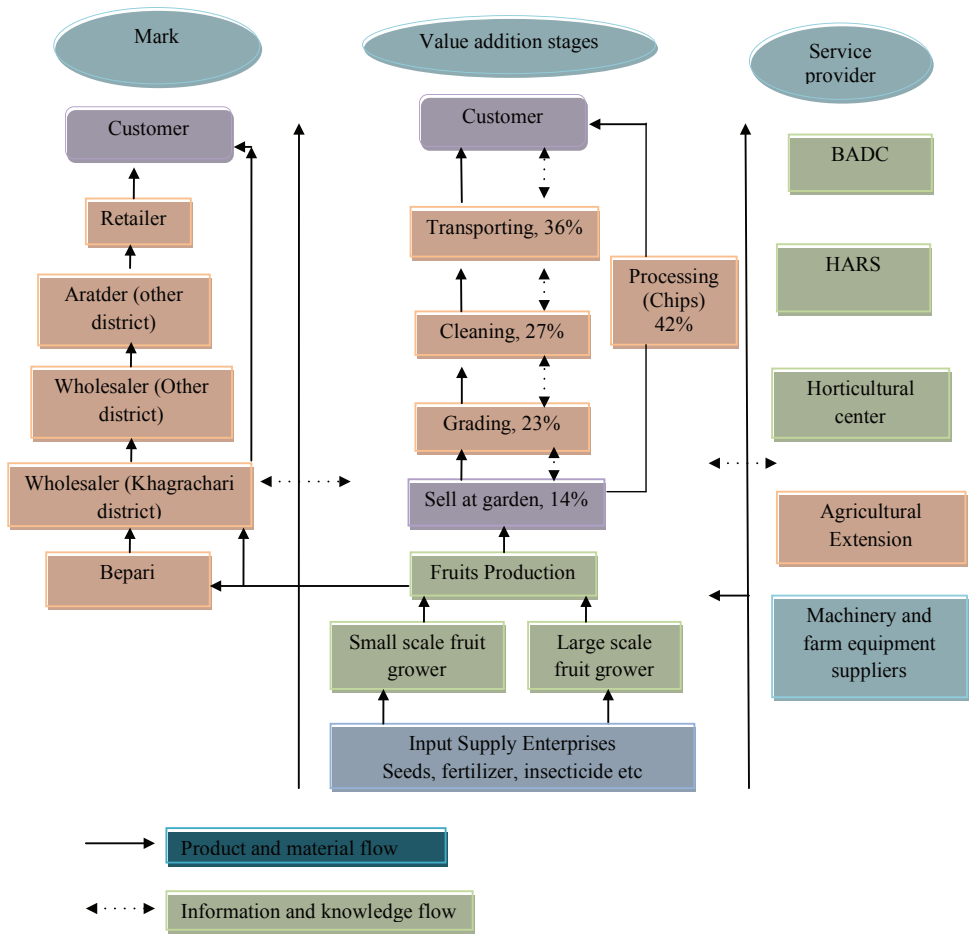 Mark
Customer
Retailer
Aratder (other
district)
Wholesaler (Other
district)
Wholesaler (Khagrachari
district)
Bepari
Value addition stages
Customer
Transporting, 36%
Processing
(Chips)
42%
Cleaning, 27%
Grading, 23%
Sell at garden, 14%
Fruits Production
Small scale fruit
grower
Large scale
fruit grower
Input Supply Enterprises
Seeds, fertilizer, insecticide etc
Service
provider
BADC
HARS
Horticultural
center
Agricultural
Extension
Machinery and
farm equipment
suppliers
Product and material flow
Information and knowledge flow